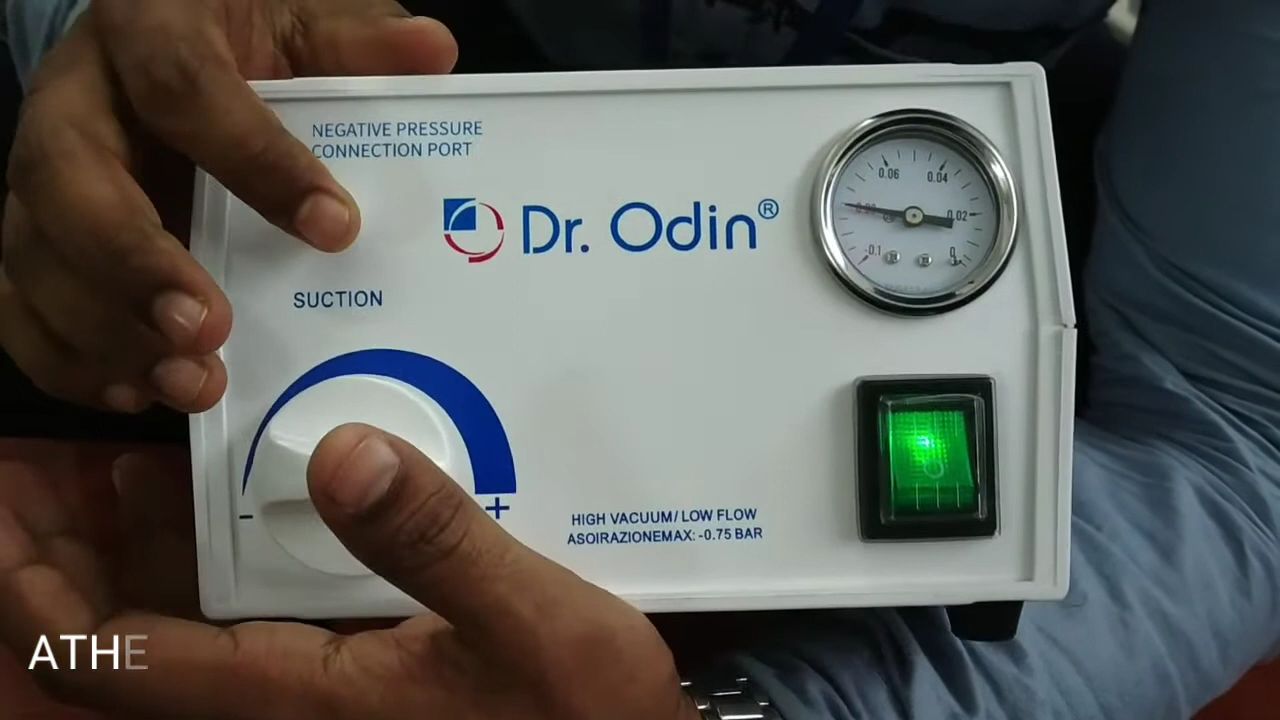 NEGATIVE PRESSURE
CONNECTION PORT
Dr. Odin®
SUCTION
- +
HIGH VACUUM/LOW FLOW
ASOIRAZIONEMAX: -0.75 BAR
0.06 0.04
0.02
-0.1 0
ATHE